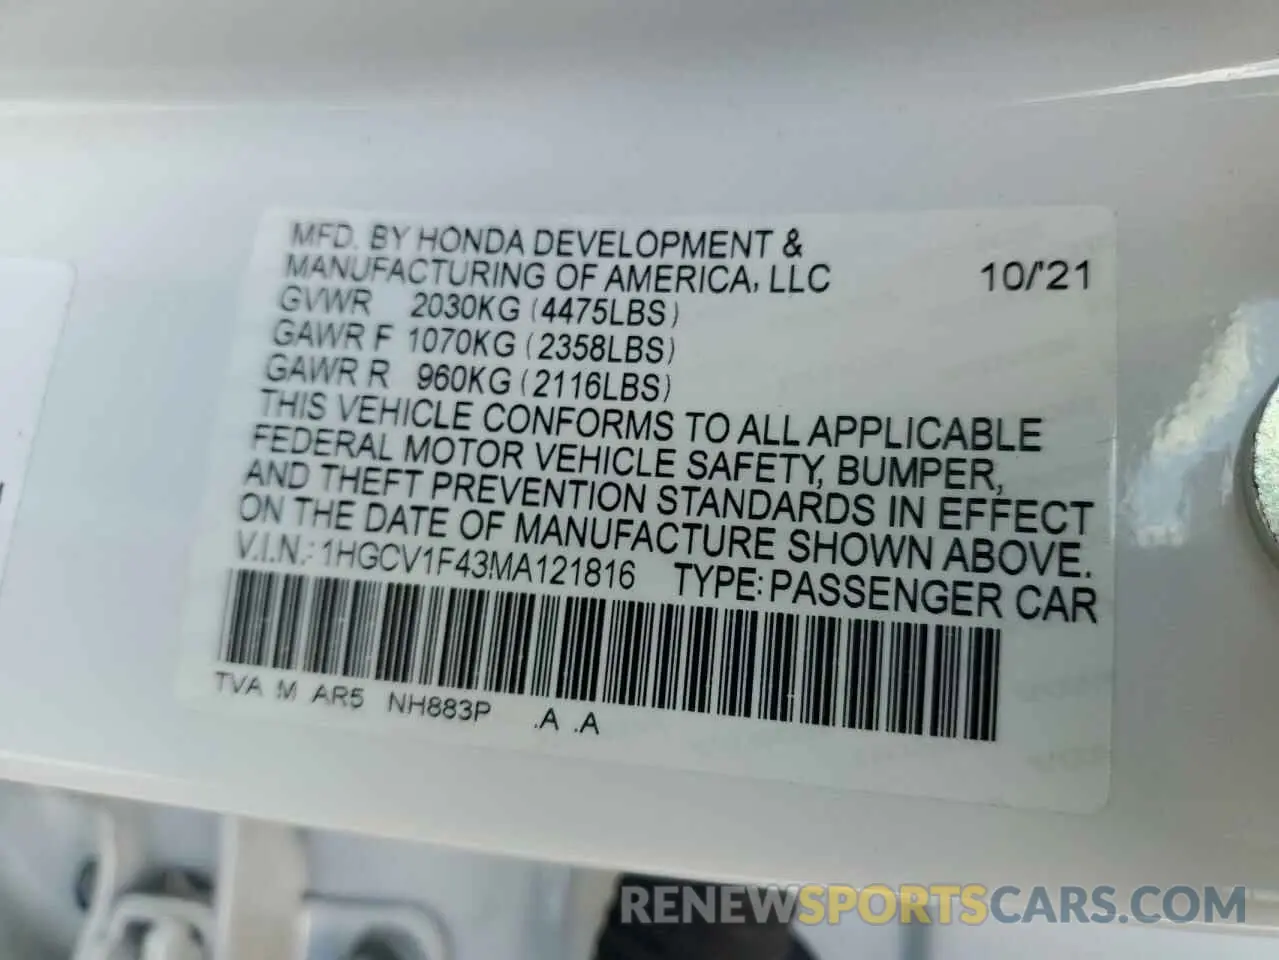 MFD. BY HONDA DEVELOPMENT &
MANUFACTURING OF AMERICA, LLC 10/'21
GVWR 2030KG (4475LBS)
GAWR F 1070KG (2358LBS)
GAWR R 960KG (2116LBS)
THIS VEHICLE CONFORMS TO ALL APPLICABLE
FEDERAL MOTOR VEHICLE SAFETY, BUMPER,
AND THEFT PREVENTION STANDARDS IN EFFECT
ON THE DATE OF MANUFACTURE SHOWN ABOVE.
V.I.N.: 1HGCV1F43MA121816 TYPE: PASSENGER CAR
TVA M AR5 NH883P .A .A
RENEWSPORTSCARS.COM